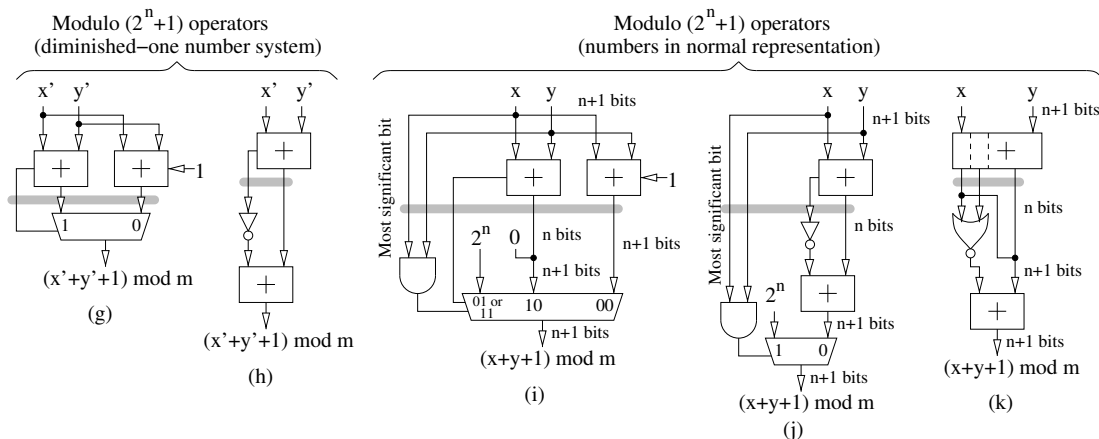 Modulo (2^n+1) operators
(diminished−one number system)
x' y' x' y'
+ + 1 +
1 0
+
(x'+y'+1) mod m
(g)
(x'+y'+1) mod m
(h)
Modulo (2^n+1) operators
(numbers in normal representation)
x y n+1 bits
Most significant bit
+ + 1
2^n 0 n bits n+1 bits
n+1 bits
01 or 11 10 00
n+1 bits
(x+y+1) mod m
(i)
x y n+1 bits
Most significant bit
+
n bits
+
2^n n+1 bits
1 0
n+1 bits
(x+y+1) mod m
(j)
x y n+1 bits
+
n bits
n+1 bits
+
n+1 bits
(x+y+1) mod m
(k)